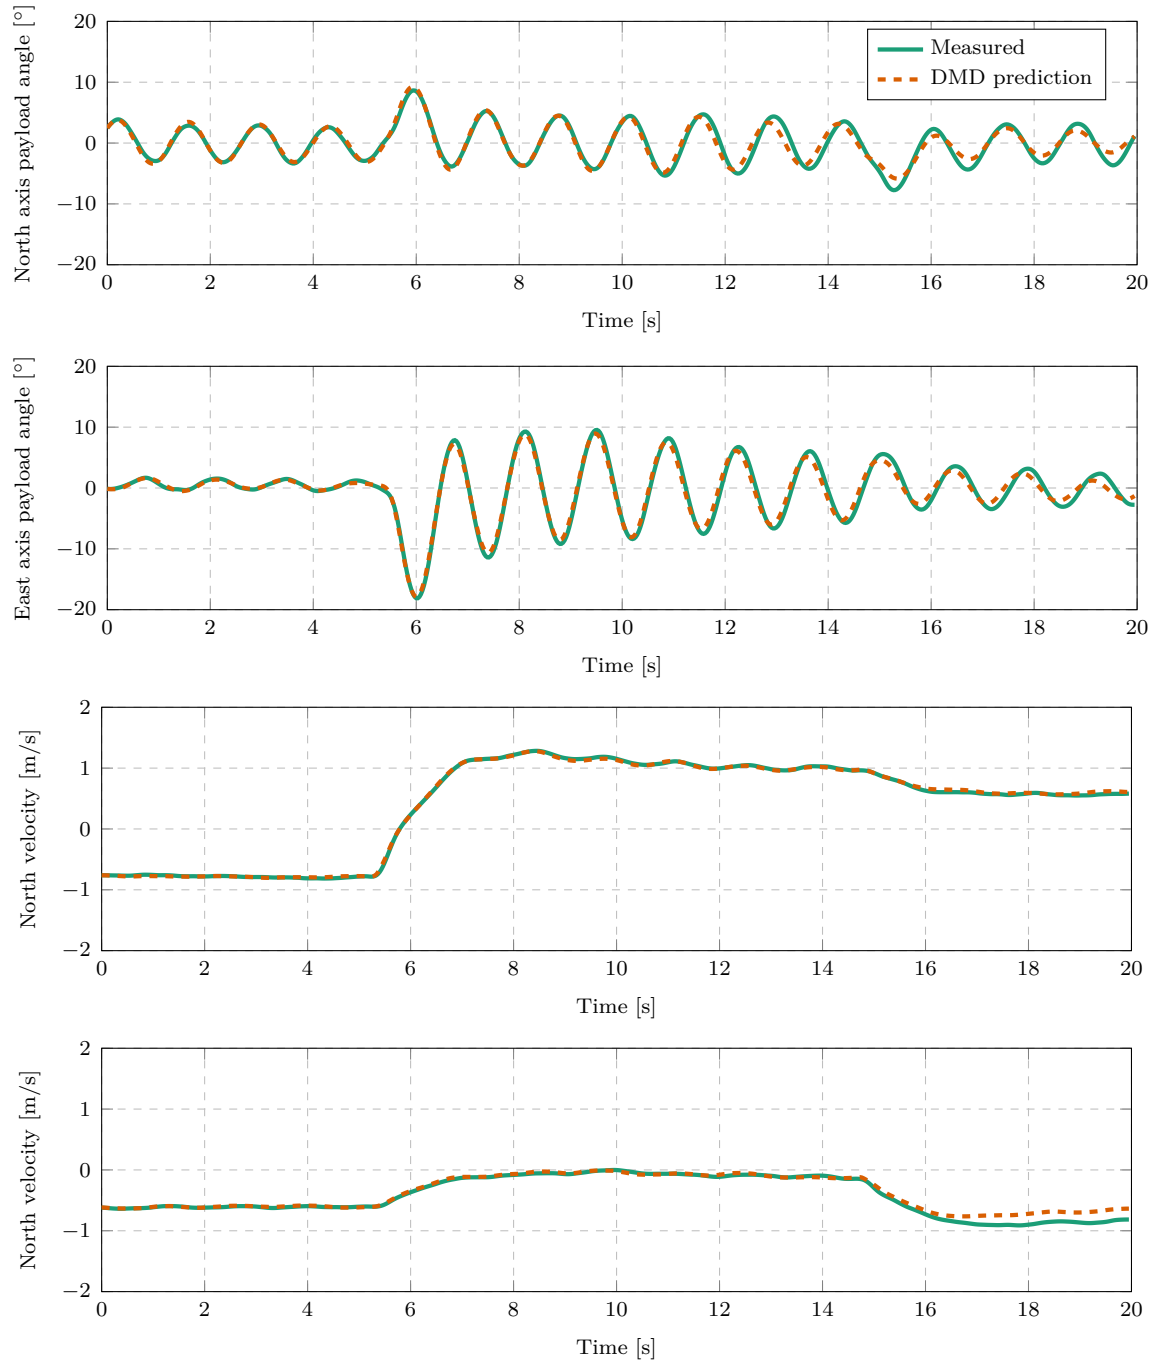 North axis payload angle [°]
20
10
0
−10
−20
Measured
DMD prediction
0 2 4 6 8 10 12 14 16 18 20
Time [s]
East axis payload angle [°]
20
10
0
−10
−20
0 2 4 6 8 10 12 14 16 18 20
Time [s]
North velocity [m/s]
2
1
0
−1
−2
0 2 4 6 8 10 12 14 16 18 20
Time [s]
North velocity [m/s]
2
1
0
−1
−2
0 2 4 6 8 10 12 14 16 18 20
Time [s]